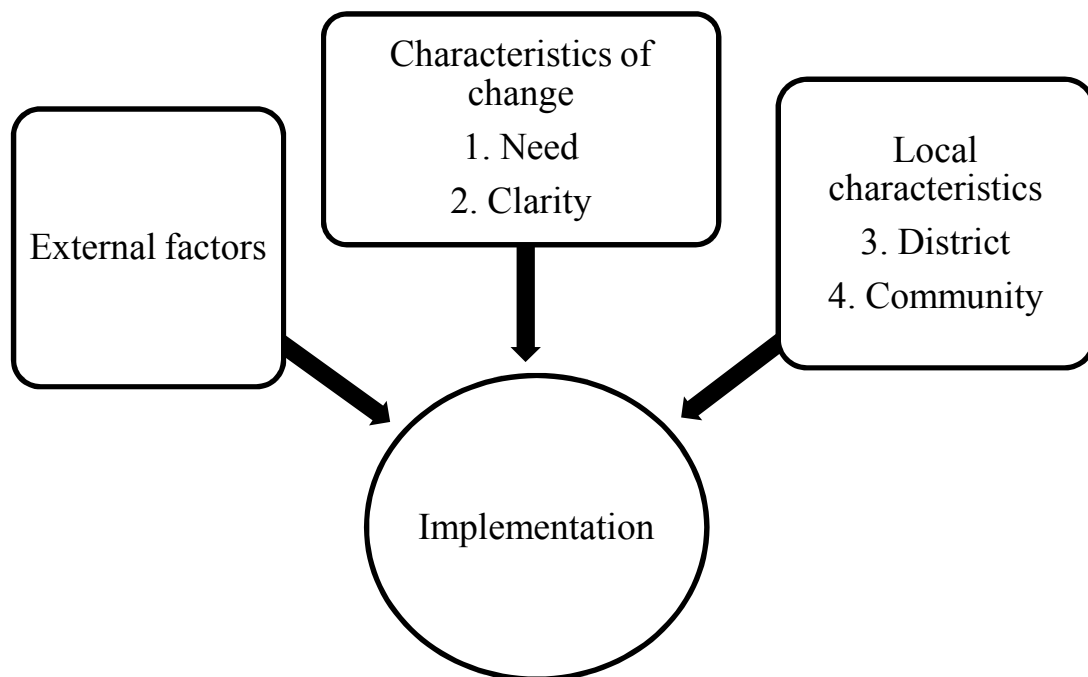 External factors
Characteristics of
change
1. Need
2. Clarity
Local
characteristics
3. District
4. Community
Implementation